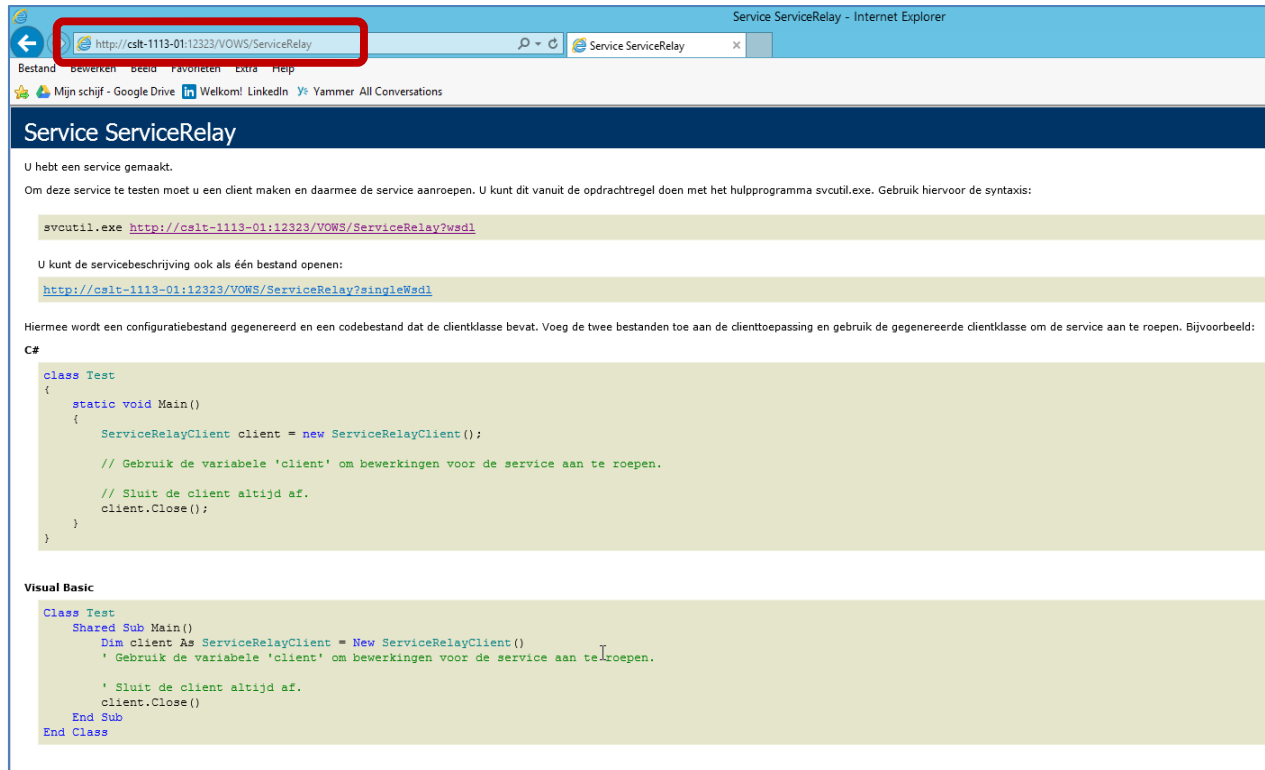 Service ServiceRelay - Internet Explorer
http://cslt-1113-01:12323/VOWS/ServiceRelay
Service ServiceRelay
Bestand Bewerken Beeld Favorieten Extra Help
Mijn schijf - Google Drive Welkom! LinkedIn Yammer All Conversations
Service ServiceRelay
U hebt een service gemaakt.
Om deze service te testen moet u een client maken en daarmee de service aanroepen. U kunt dit vanuit de opdrachtregel doen met het hulpprogramma svcutil.exe. Gebruik hiervoor de syntaxis:
svcutil.exe http://cslt-1113-01:12323/VOWS/ServiceRelay?wsdl
U kunt de servicebeschrijving ook als één bestand openen:
http://cslt-1113-01:12323/VOWS/ServiceRelay?singleWsdl
Hiermee wordt een configuratiebestand gegenereerd en een codebestand dat de clientklasse bevat. Voeg de twee bestanden toe aan de clienttoepassing en gebruik de gegenereerde clientklasse om de service aan te roepen. Bijvoorbeeld:
C#
class Test
{
static void Main()
{
ServiceRelayClient client = new ServiceRelayClient();
// Gebruik de variabele 'client' om bewerkingen voor de service aan te roepen.
// Sluit de client altijd af.
client.Close();
}
}
Visual Basic
Class Test
Shared Sub Main()
Dim client As ServiceRelayClient = New ServiceRelayClient()
' Gebruik de variabele 'client' om bewerkingen voor de service aan te roepen.
' Sluit de client altijd af.
client.Close()
End Sub
End Class